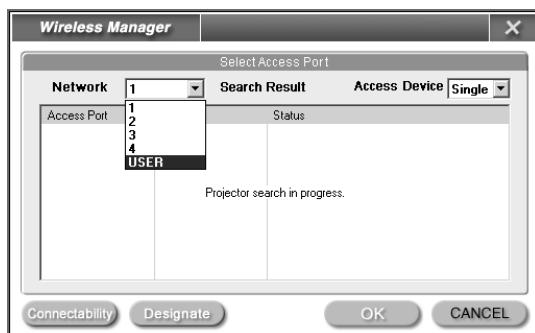 Wireless Manager
Select Access Port
Network 1 Search Result Access Device Single
Access Port Status
1
2
3
4
USER
Projector search in progress.
Connectability Designate OK CANCEL